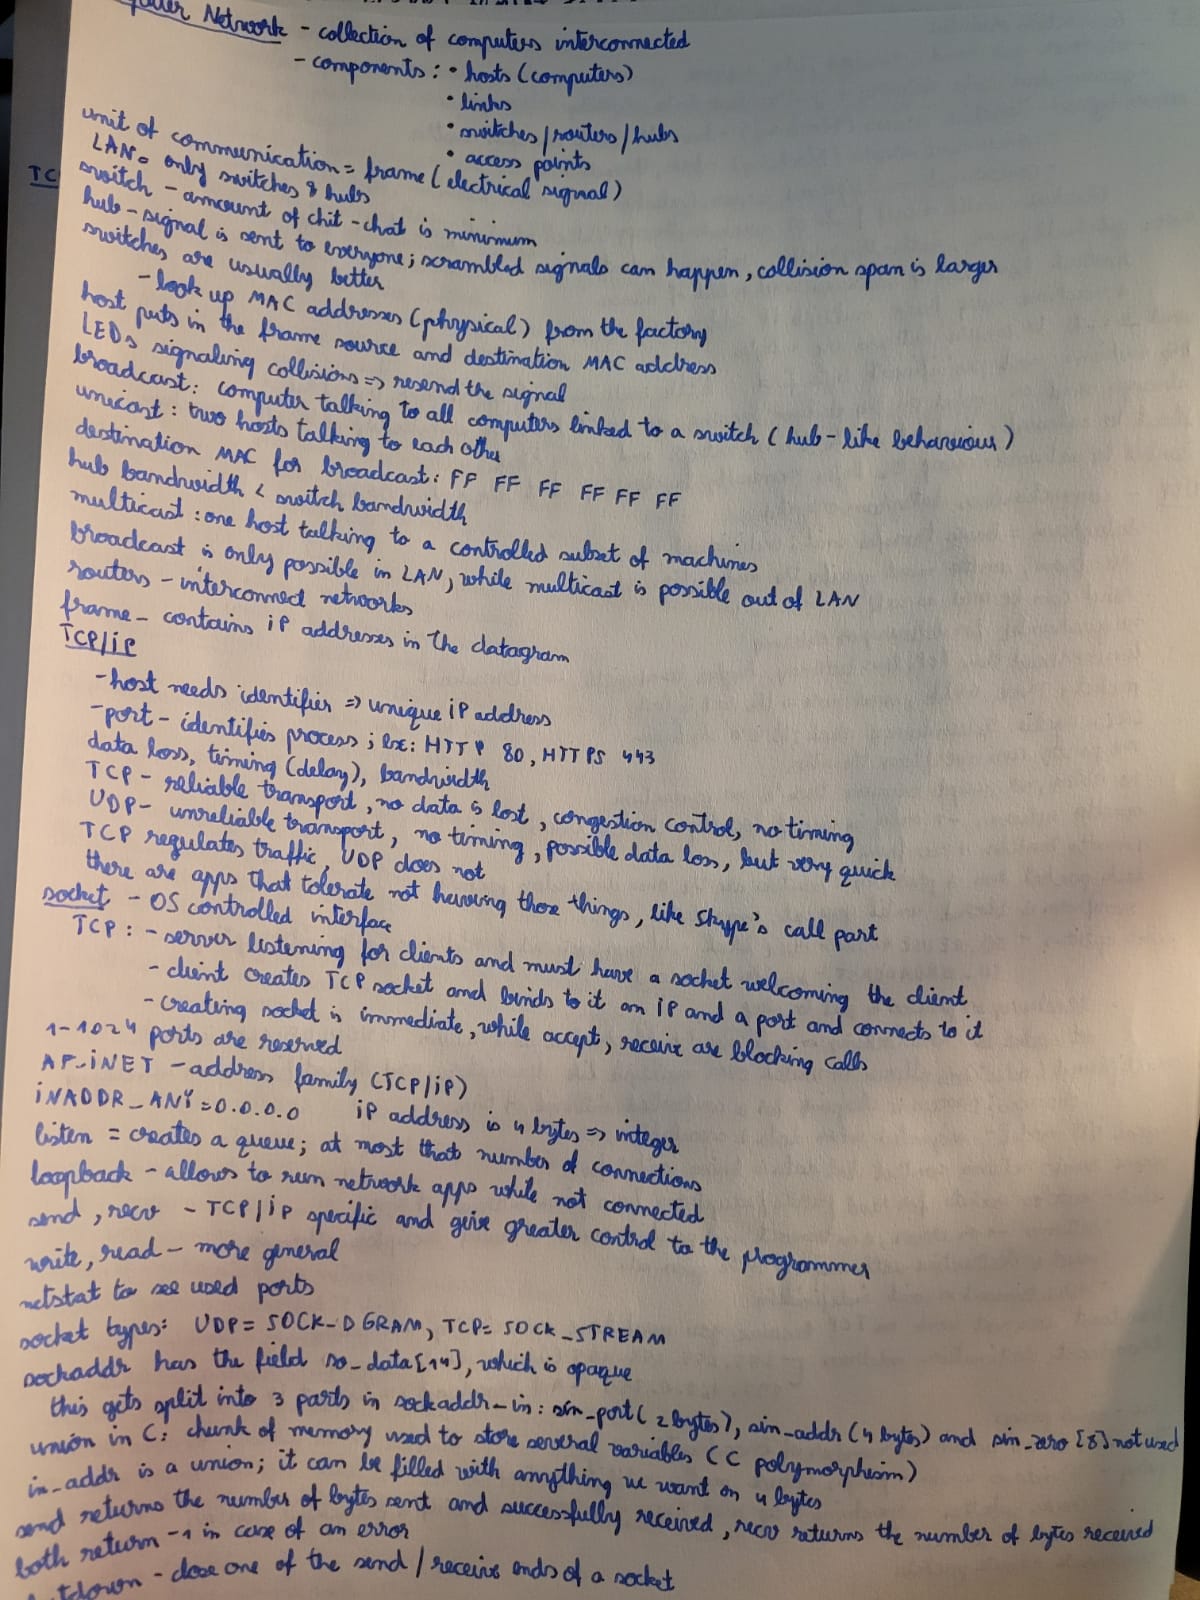 Network - collection of computers interconnected
- components: • hosts (computers)
• links
• switches/routers/hubs
• access points
unit of communication = frame (electrical signal)
LAN = only switches & hubs
TC
switch - amount of chit-chat is minimum
hub - signal is sent to everyone; scrambled signals can happen, collision span is larger
switches are usually better
- look up MAC addresses (physical) from the factory
host puts in the frame source and destination MAC address
LEDs signaling collisions => resend the signal
broadcast: computer talking to all computers linked to a switch (hub-like behavious)
unicast: two hosts talking to each other
destination MAC for broadcast: FF FF FF FF FF FF
hub bandwidth < switch bandwidth
multicast: one host talking to a controlled subset of machines
broadcast is only possible in LAN, while multicast is possible out of LAN
routers - interconnect networks
frame - contains iP addresses in the datagram
TCP/iP
- host needs identifier => unique iP address
- port - identifies process; ex: HTTP 80, HTTPS 443
data loss, timing (delay), bandwidth
TCP - reliable transport, no data is lost, congestion control, no timing
UDP - unreliable transport, no timing, possible data loss, but very quick
TCP regulates traffic, UDP does not
there are apps that tolerate not having those things, like Skype's call part
socket - OS controlled interface
TCP: - server listening for clients and must have a socket welcoming the client
- client creates TCP socket and binds to it an iP and a port and connects to it
- creating socket is immediate, while accept, receive are blocking calls
1-1024 ports are reserved
AF_iNET - address family (TCP/iP)
iNADDR_ANY = 0.0.0.0 iP address is 4 bytes => integer
listen = creates a queue; at most that number of connections
loopback - allows to run network apps while not connected
send, recv - TCP/iP specific and give greater control to the programmer
write, read - more general
netstat to see used ports
socket types: UDP = SOCK_DGRAM, TCP = SOCK_STREAM
sockaddr has the field so_data[14], which is opaque
this gets split into 3 parts in sockaddr_in: sin_port (2 bytes), sin_addr (4 bytes) and sin_zero [8] not used
union in C: chunk of memory used to store several variables (C polymorphism)
in_addr is a union; it can be filled with anything we want on 4 bytes
send returns the number of bytes sent and successfully received, recv returns the number of bytes received
both return -1 in case of an error
- close one of the send / receive ends of a socket